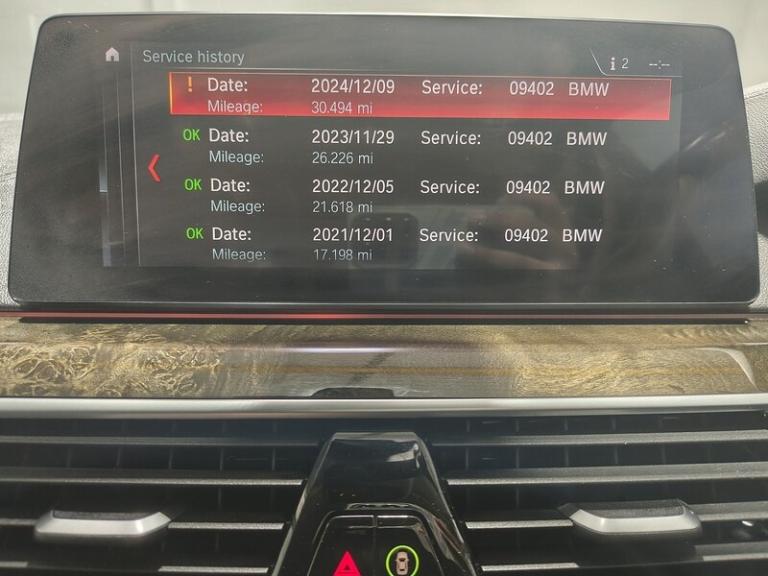 Service history
2 --:--
! Date: 2024/12/09 Service: 09402 BMW
Mileage: 30.494 mi
OK Date: 2023/11/29 Service: 09402 BMW
Mileage: 26.226 mi
OK Date: 2022/12/05 Service: 09402 BMW
Mileage: 21.618 mi
OK Date: 2021/12/01 Service: 09402 BMW
Mileage: 17.198 mi